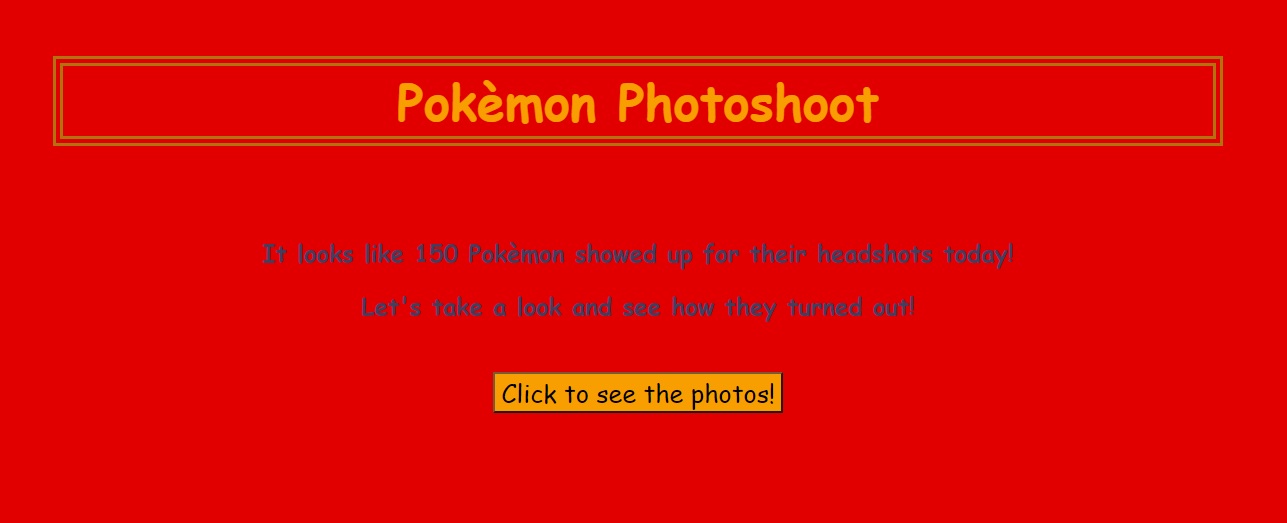 Pokèmon Photoshoot
It looks like 150 Pokèmon showed up for their headshots today!
Let's take a look and see how they turned out!
Click to see the photos!